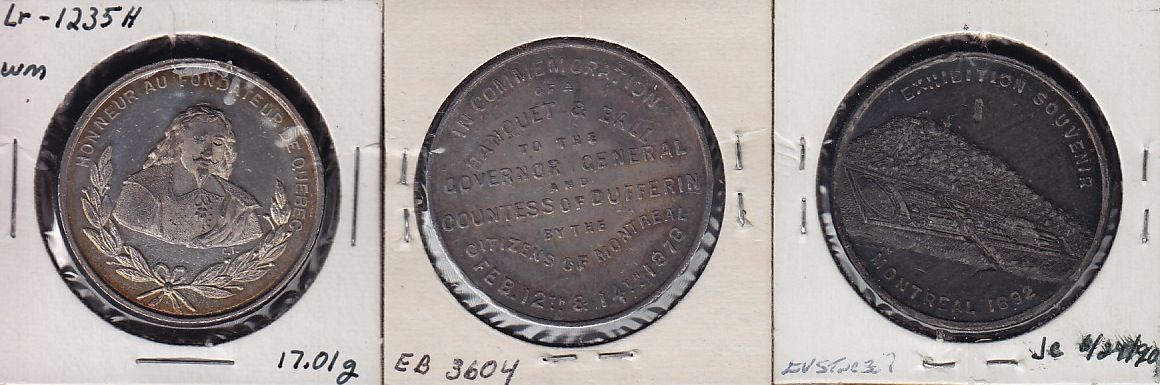 Lr-1235H
wm
HONNEUR AU FONDATEUR DE QUEBEC
17.01g
IN COMMEMORATION
OF A
BANQUET & BALL
TO THE
GOVERNOR GENERAL
AND
COUNTESS OF DUFFERIN
BY THE
CITIZENS OF MONTREAL
FEB. 12TH & 14TH 1878
EB 3604
EXHIBITION SOUVENIR
MONTREAL 1892
Je